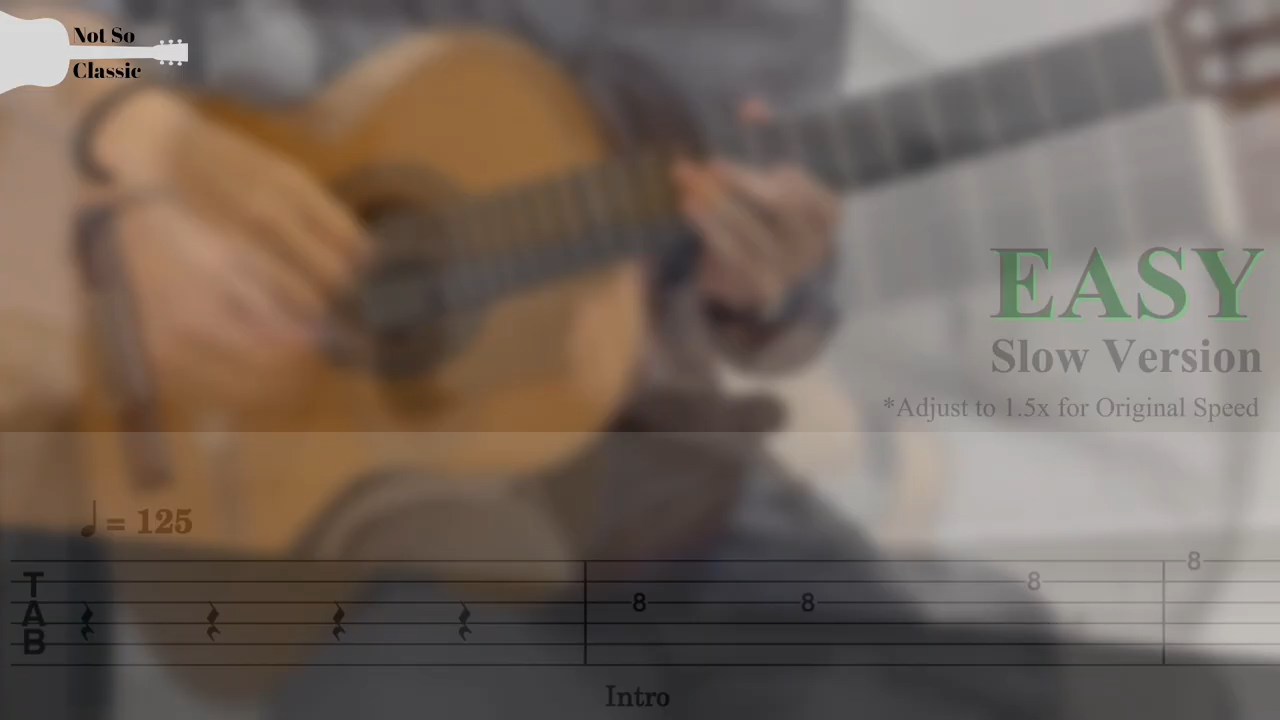 Not So
Classic
EASY
Slow Version
*Adjust to 1.5x for Original Speed
= 125
T
A
B
8 8 8 8
Intro